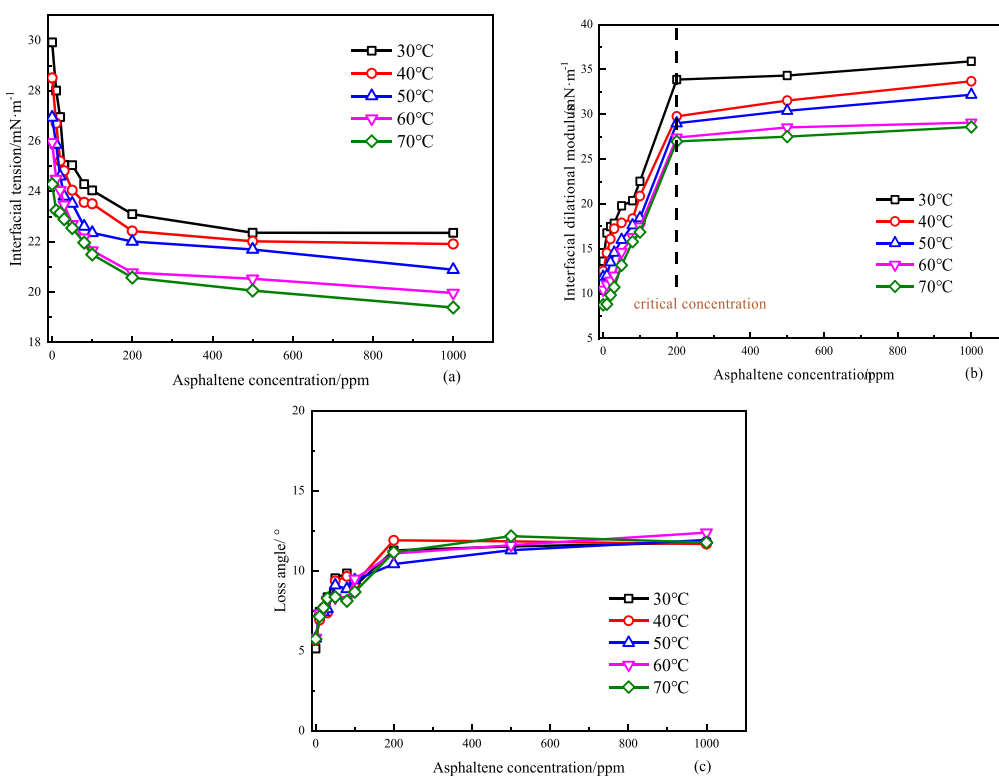 30
28
26
24
22
20
18
Interfacial tension/mN·m⁻¹
30℃
40℃
50℃
60℃
70℃
0 200 400 600 800 1000
Asphaltene concentration/ppm
(a)
40
35
30
25
20
15
10
5
Interfacial dilational modulus/mN·m⁻¹
30℃
40℃
50℃
60℃
70℃
critical concentration
0 200 400 600 800 1000
Asphaltene concentration/ppm
(b)
20
15
10
5
0
Loss angle/ °
30℃
40℃
50℃
60℃
70℃
0 200 400 600 800 1000
Asphaltene concentration/ppm
(c)